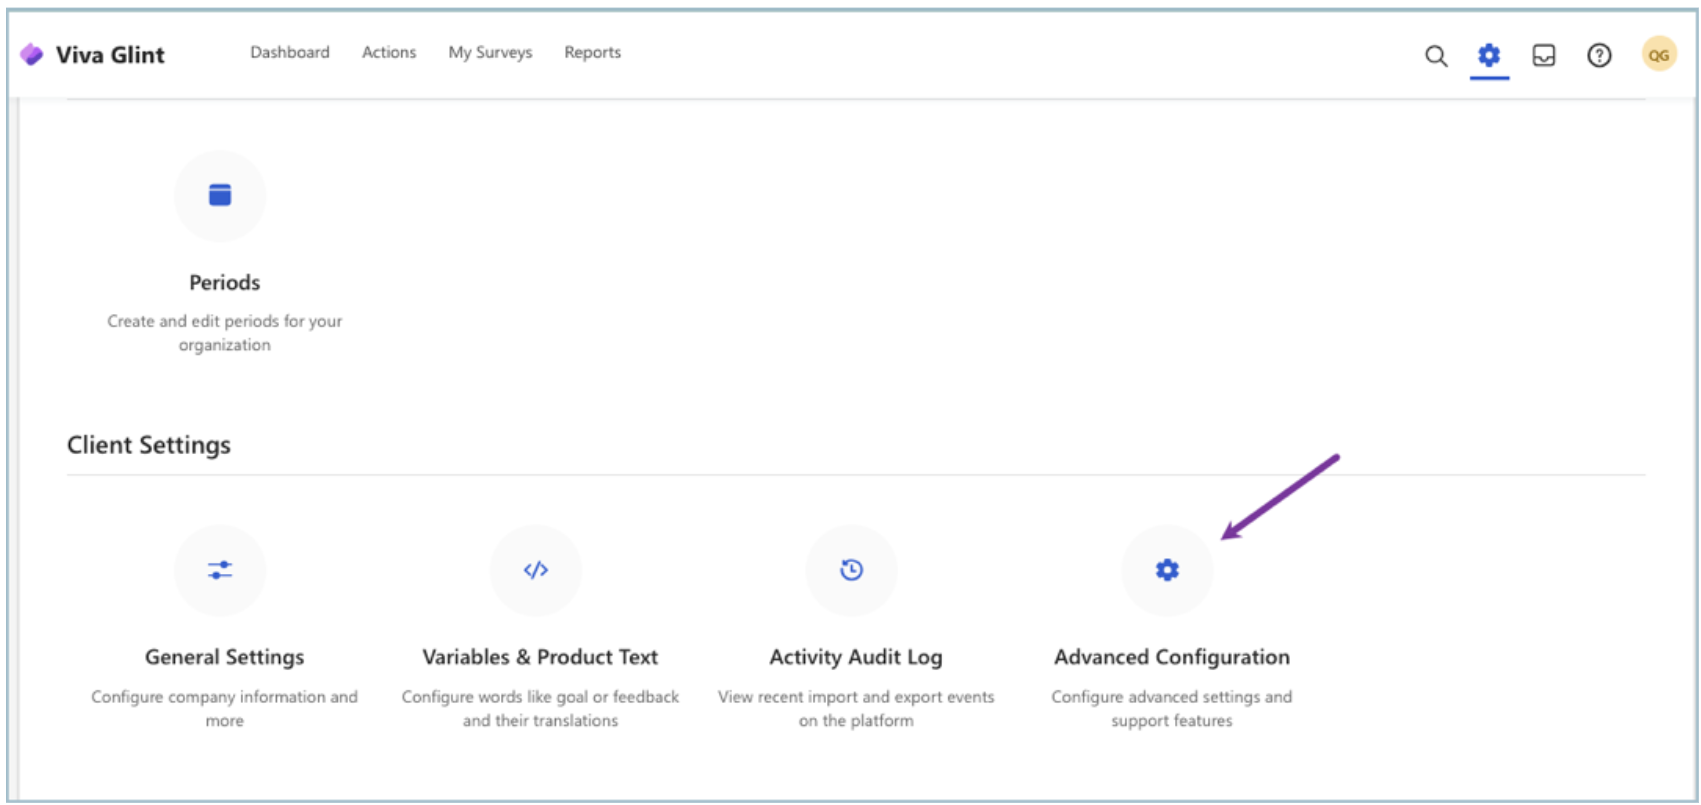 Viva Glint
Dashboard
Actions
My Surveys
Reports
QG
Periods
Create and edit periods for your
organization
Client Settings
General Settings
Configure company information and
more
Variables & Product Text
Configure words like goal or feedback
and their translations
Activity Audit Log
View recent import and export events
on the platform
Advanced Configuration
Configure advanced settings and
support features